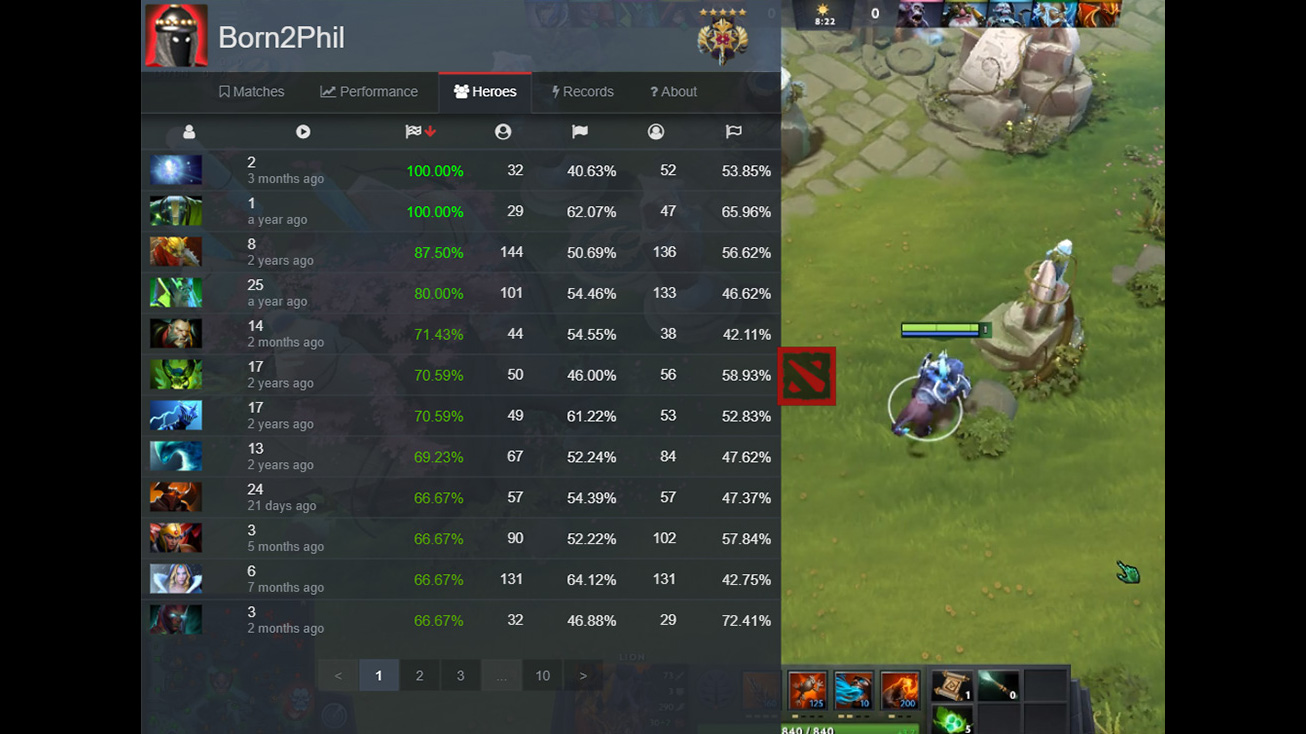 Born2Phil
0
8:22
0
Matches
Performance
Heroes
Records
? About
2 100.00% 32 40.63% 52 53.85%
3 months ago
1 100.00% 29 62.07% 47 65.96%
a year ago
8 87.50% 144 50.69% 136 56.62%
2 years ago
25 80.00% 101 54.46% 133 46.62%
a year ago
14 71.43% 44 54.55% 38 42.11%
2 months ago
17 70.59% 50 46.00% 56 58.93%
2 years ago
17 70.59% 49 61.22% 53 52.83%
2 years ago
13 69.23% 67 52.24% 84 47.62%
2 years ago
24 66.67% 57 54.39% 57 47.37%
21 days ago
3 66.67% 90 52.22% 102 57.84%
5 months ago
6 66.67% 131 64.12% 131 42.75%
7 months ago
3 66.67% 32 46.88% 29 72.41%
2 months ago
< 1 2 3 ... 10 >
1
LION
125
10
200
1
0
5
840 / 840